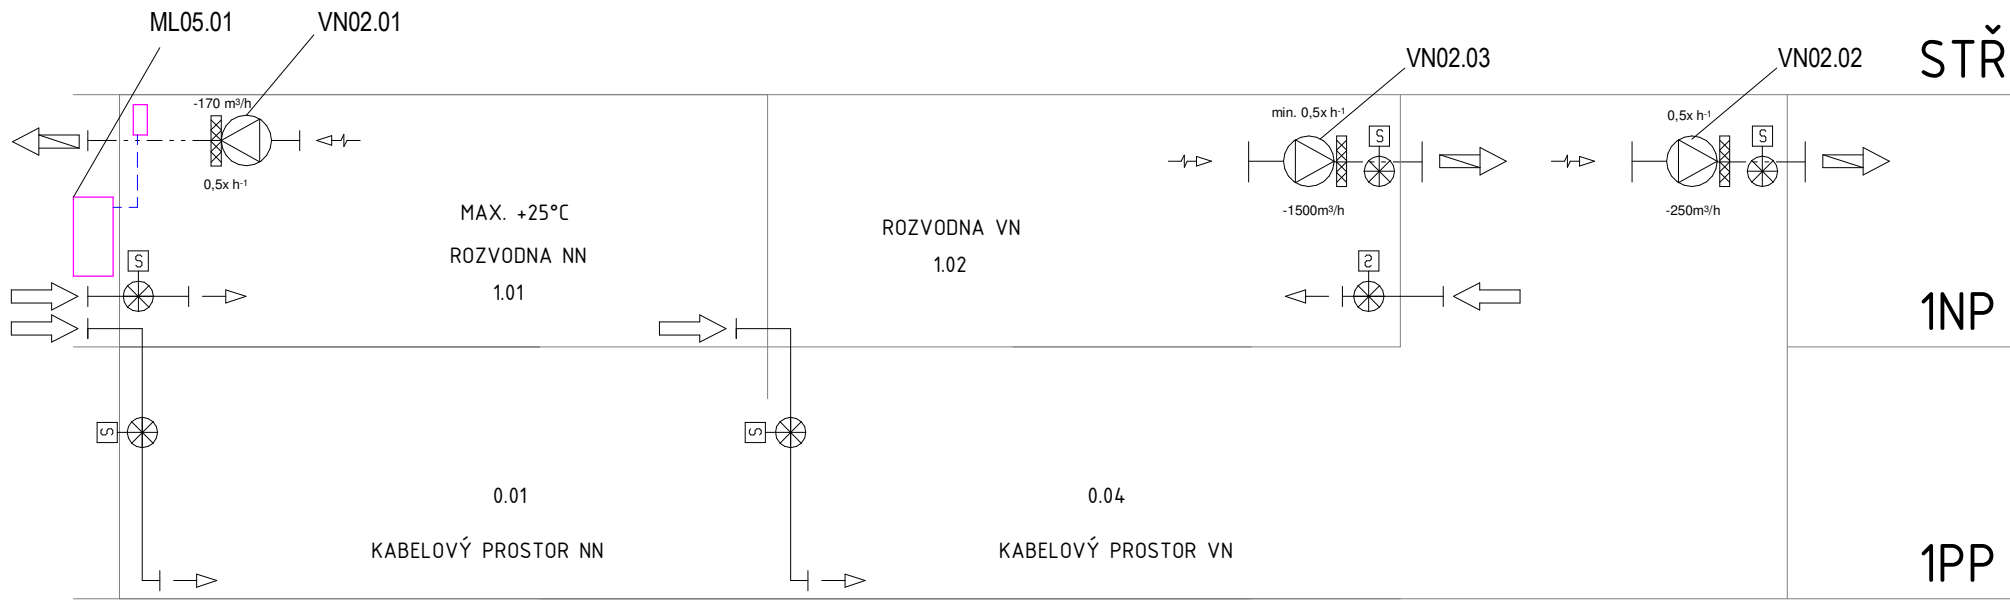 ML05.01
VN02.01
VN02.03
VN02.02
STŘ
-170 m³/h
0,5x h⁻¹
min. 0,5x h⁻¹
-1500m³/h
0,5x h⁻¹
-250m³/h
S
S
MAX. +25°C
ROZVODNA NN
1.01
ROZVODNA VN
1.02
S
S
1NP
S
S
0.01
KABELOVÝ PROSTOR NN
0.04
KABELOVÝ PROSTOR VN
1PP